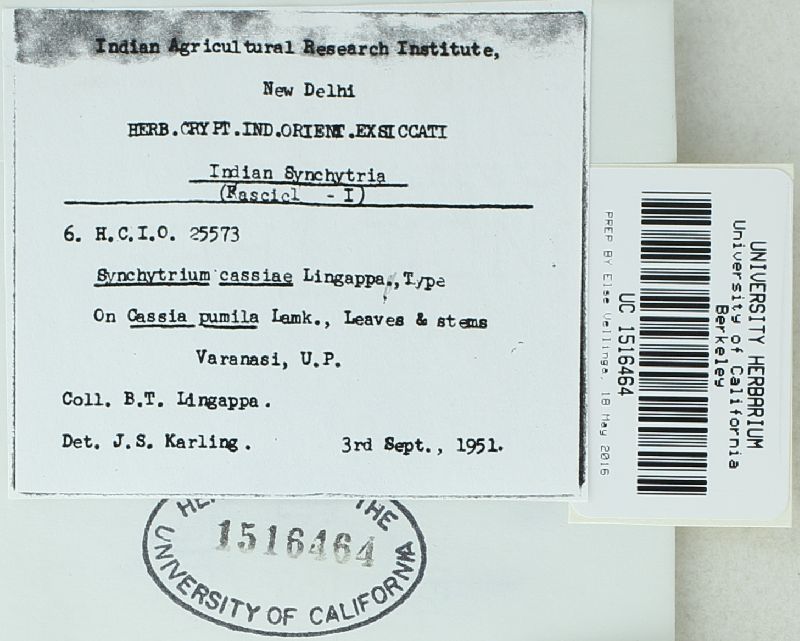 Indian Agricultural Research Institute,
New Delhi
HERB.CRYPT.IND.ORIENT.EXSICCATI
Indian Synchytria
(Fascicl - I)
6. H.C.I.O. 25573
Synchytrium cassiae Lingappa., Type
On Cassia pumila Lamk., Leaves & stems
Varanasi, U.P.
Coll. B.T. Lingappa.
Det. J.S. Karling. 3rd Sept., 1951.
UNIVERSITY HERBARIUM
University of California
Berkeley
UC 1516464
PREP BY Else Vellinga, 18 May 2016
THE
1516464
UNIVERSITY OF CALIFORNIA